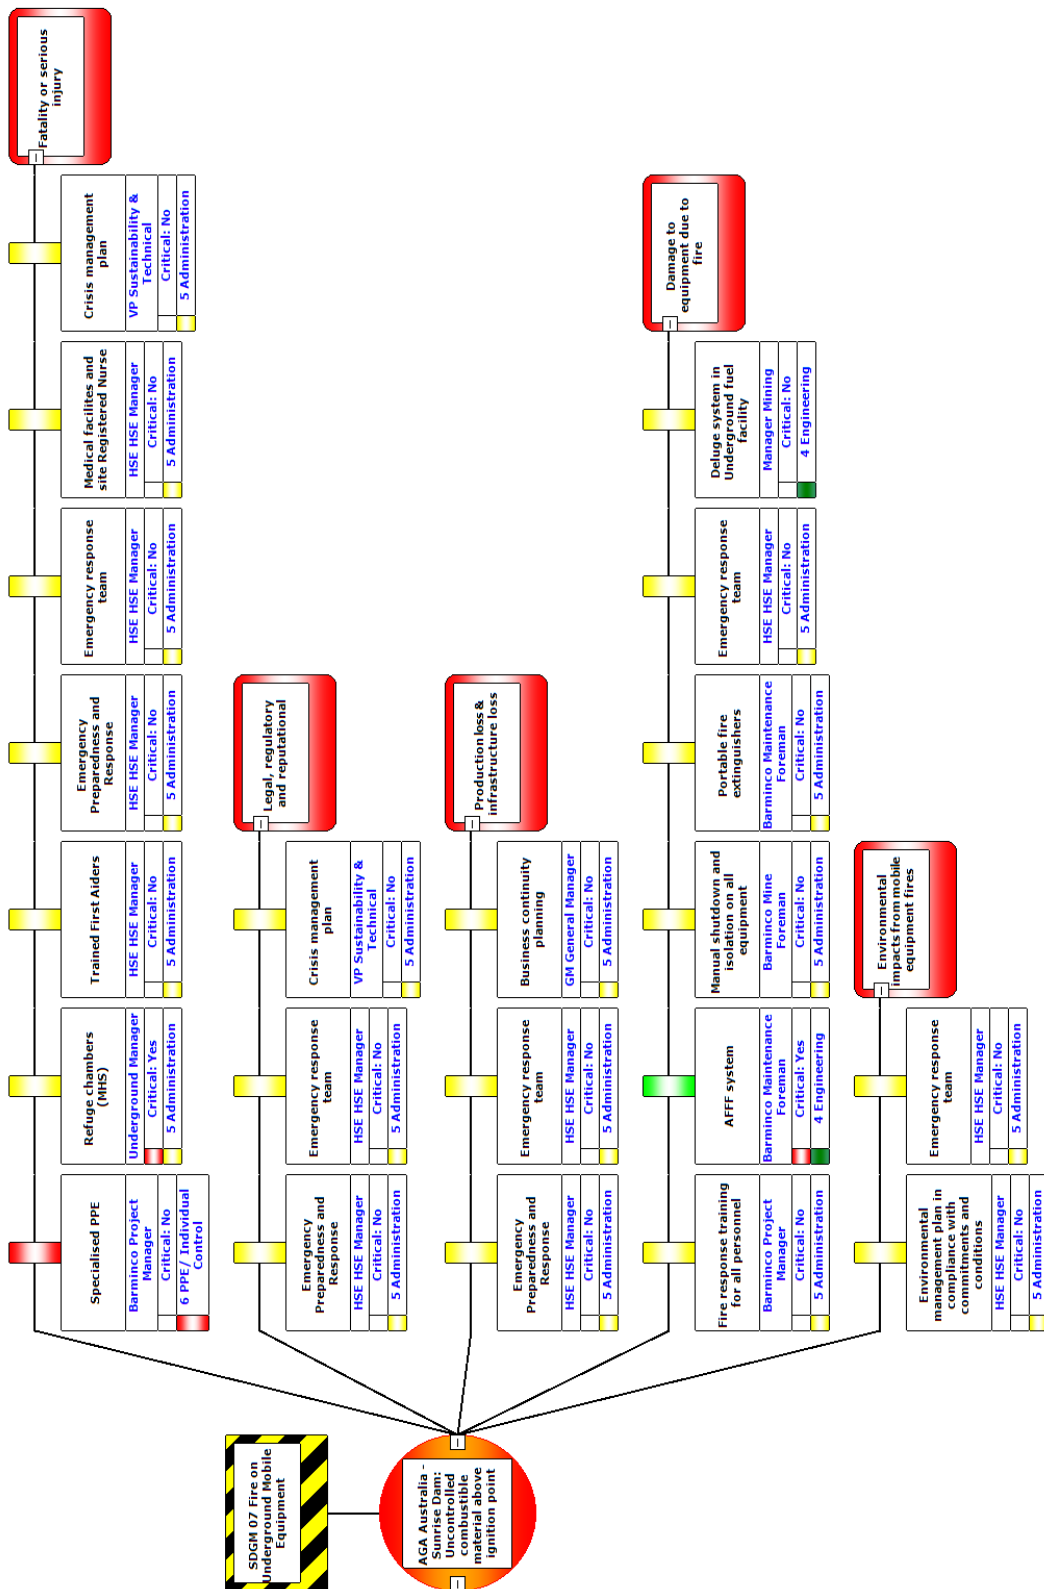 SDGM 07 Fire on
Underground Mobile
Equipment
AGA Australia -
Sunrise Dam:
Uncontrolled
combustible
material above
ignition point
Specialised PPE
Barminco Project
Manager
Critical: No
6 PPE/ Individual
Control
Refuge chambers
(MHS)
Underground Manager
Critical: Yes
5 Administration
Trained First Aiders
HSE HSE Manager
Critical: No
5 Administration
Emergency
Preparedness and
Response
HSE HSE Manager
Critical: No
5 Administration
Emergency response
team
HSE HSE Manager
Critical: No
5 Administration
Medical facilites and
site Registered Nurse
HSE HSE Manager
Critical: No
5 Administration
Crisis management
plan
VP Sustainability &
Technical
Critical: No
5 Administration
Fatality or serious
injury
Emergency
Preparedness and
Response
HSE HSE Manager
Critical: No
5 Administration
Emergency response
team
HSE HSE Manager
Critical: No
5 Administration
Crisis management
plan
VP Sustainability &
Technical
Critical: No
5 Administration
Legal, regulatory
and reputational
Emergency
Preparedness and
Response
HSE HSE Manager
Critical: No
5 Administration
Emergency response
team
HSE HSE Manager
Critical: No
5 Administration
Business continuity
planning
GM General Manager
Critical: No
5 Administration
Production loss &
infrastructure loss
Fire response training
for all personnel
Barminco Project
Manager
Critical: No
5 Administration
AFFF system
Barminco Maintenance
Foreman
Critical: Yes
4 Engineering
Manual shutdown and
isolation on all
equipment
Barminco Mine
Foreman
Critical: No
5 Administration
Portable fire
extinguishers
Barminco Maintenance
Foreman
Critical: No
5 Administration
Emergency response
team
HSE HSE Manager
Critical: No
5 Administration
Deluge system in
Underground fuel
facility
Manager Mining
Critical: No
4 Engineering
Damage to
equipment due to
fire
Environmental
management plan in
compliance with
commitments and
conditions
HSE HSE Manager
Critical: No
5 Administration
Emergency response
team
HSE HSE Manager
Critical: No
5 Administration
Environmental
impacts from mobile
equipment fires